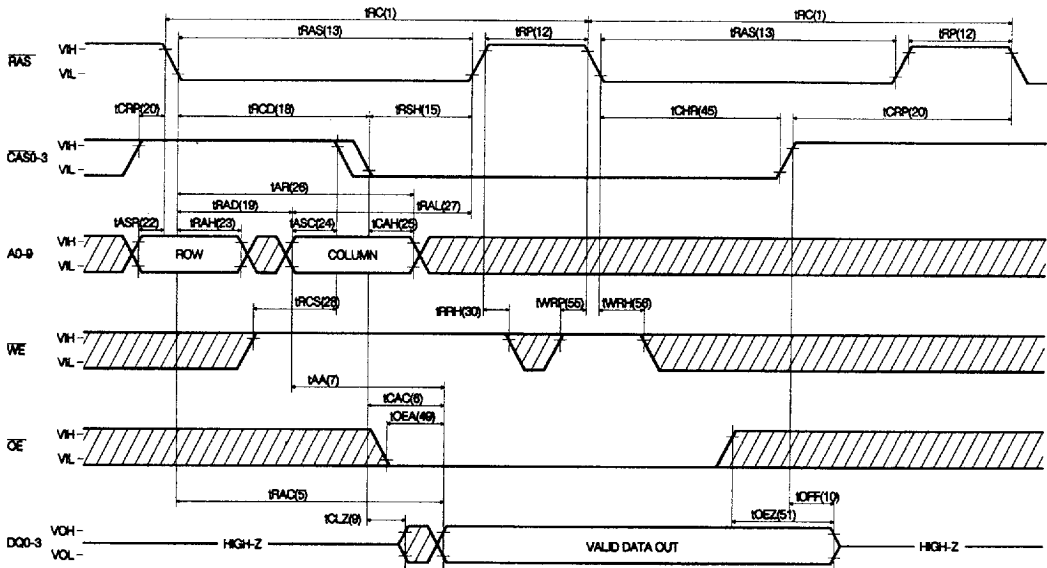 tRC(1) tRC(1)
tRAS(13) tRP(12) tRAS(13) tRP(12)
RAS VIH
VIL
tCRP(20) tRCD(18) tRSH(15) tCHR(45) tCRP(20)
CAS0-3 VIH
VIL
tAR(26)
tRAD(19) tRAL(27)
tASR(22) tRAH(23) tASC(24) tCAH(25)
A0-9 VIH
VIL
ROW COLUMN
tRCS(28) tRRH(30) tWRP(55) tWRH(56)
WE VIH
VIL
tAA(7)
tCAC(6)
tOEA(49)
OE VIH
VIL
tRAC(5) tOFF(10)
tCLZ(9) tOEZ(51)
DQ0-3 VOH
VOL
HIGH-Z VALID DATA OUT HIGH-Z